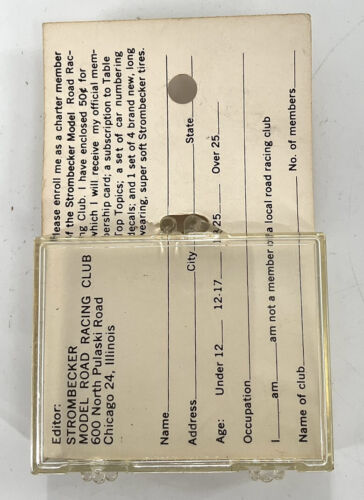 Editor:
STROMBECKER
MODEL ROAD RACING CLUB
600 North Pulaski Road
Chicago 24, Illinois
Please enroll me as a charter member
of the Strombecker Model Road Rac-
ing Club. I have enclosed 50¢ for
which I will receive my official mem-
bership card; a subscription to Table
Top Topics; a set of car numbering
decals; and 1 set of 4 brand new, long
wearing, super soft Strombecker tires.
Name
Address City State
Age: Under 12 12-17 25 Over 25
Occupation
I am am not a member of a local road racing club
Name of club No. of members